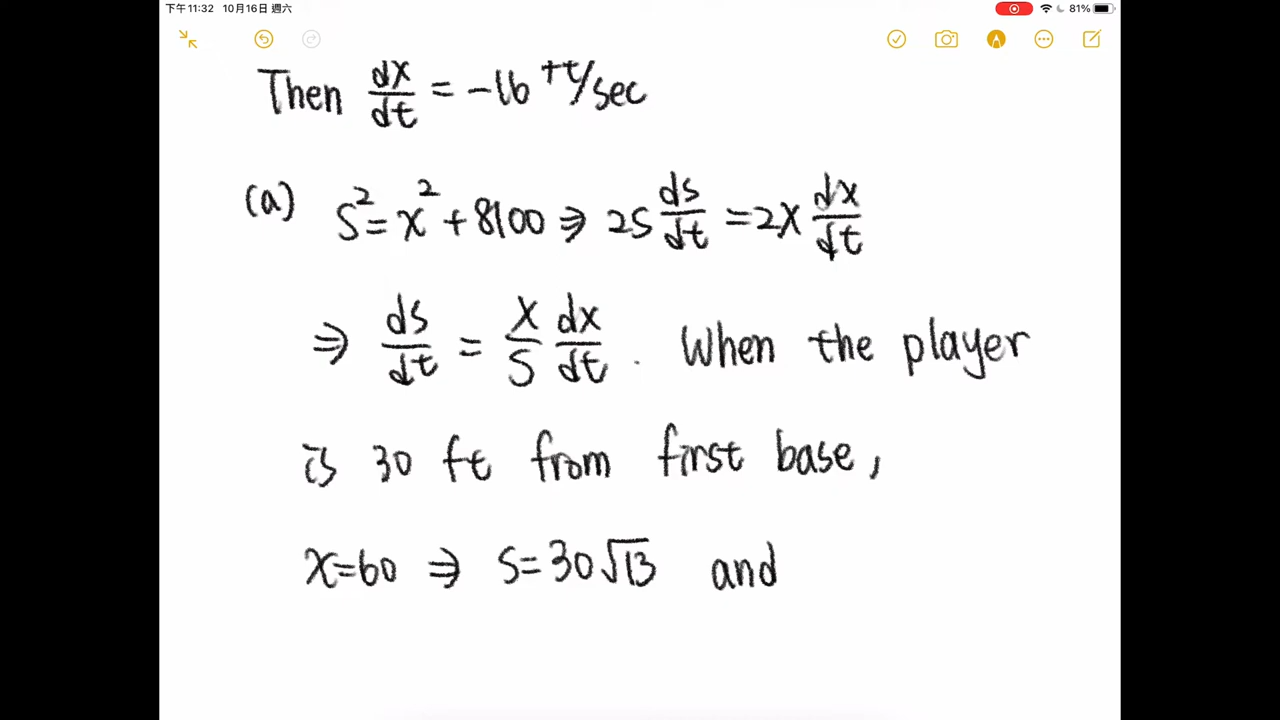 下午11:32 10月16日 週六 81%
Then dx/dt = -16 ft/sec
(a) S² = x² + 8100 ⇒ 2S ds/dt = 2x dx/dt
⇒ ds/dt = x/S dx/dt . When the player
is 30 ft from first base,
x=60 ⇒ S=30√13 and